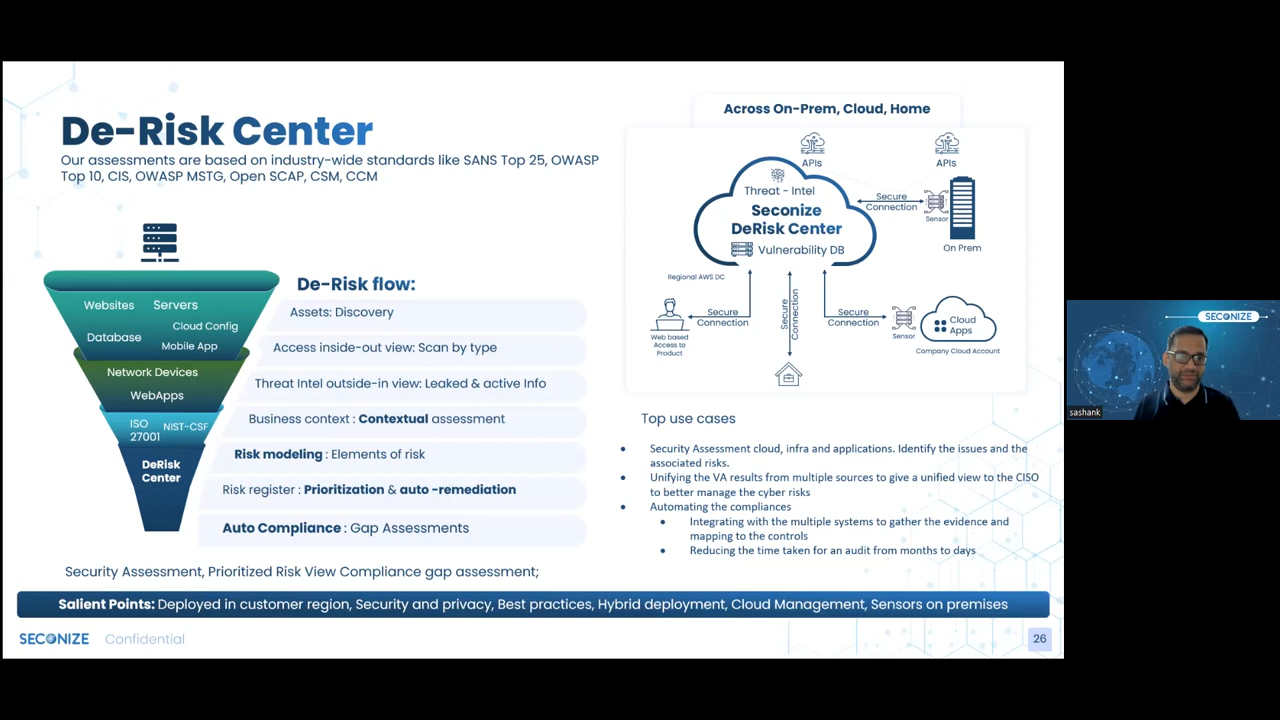 De-Risk Center
Our assessments are based on industry-wide standards like SANS Top 25, OWASP
Top 10, CIS, OWASP MSTG, Open SCAP, CSM, CCM
Websites
Servers
Cloud Config
Database
Mobile App
Network Devices
WebApps
ISO
27001
NIST-CSF
DeRisk
Center
De-Risk flow:
Assets: Discovery
Access inside-out view: Scan by type
Threat Intel outside-in view: Leaked & active Info
Business context : Contextual assessment
Risk modeling : Elements of risk
Risk register : Prioritization & auto -remediation
Auto Compliance : Gap Assessments
Security Assessment, Prioritized Risk View Compliance gap assessment;
Across On-Prem, Cloud, Home
APIs
APIs
Threat - Intel
Seconize
DeRisk Center
Vulnerability DB
Secure
Connection
Sensor
On Prem
Regional AWS DC
Web based
Access to
Product
Secure
Connection
Secure
Connection
Secure
Connection
Sensor
Cloud
Apps
Company Cloud Account
Top use cases
• Security Assessment cloud, infra and applications. Identify the issues and the
associated risks.
• Unifying the VA results from multiple sources to give a unified view to the CISO
to better manage the cyber risks
• Automating the compliances
• Integrating with the multiple systems to gather the evidence and
mapping to the controls
• Reducing the time taken for an audit from months to days
Salient Points: Deployed in customer region, Security and privacy, Best practices, Hybrid deployment, Cloud Management, Sensors on premises
SECONIZE
Confidential
26
SECONIZE
sashank